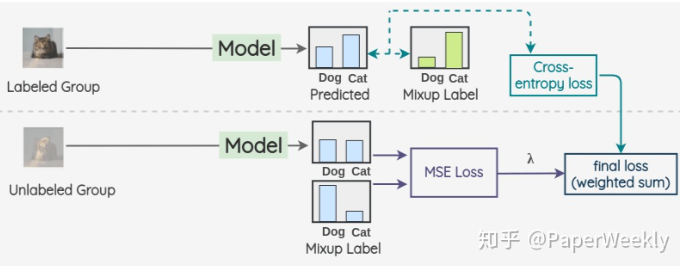 Labeled Group
Model
Dog Cat
Predicted
Dog Cat
Mixup Label
Cross-
entropy loss
Unlabeled Group
Model
Dog Cat
Dog Cat
Mixup Label
MSE Loss
λ
final loss
(weighted sum)
知乎 @PaperWeekly